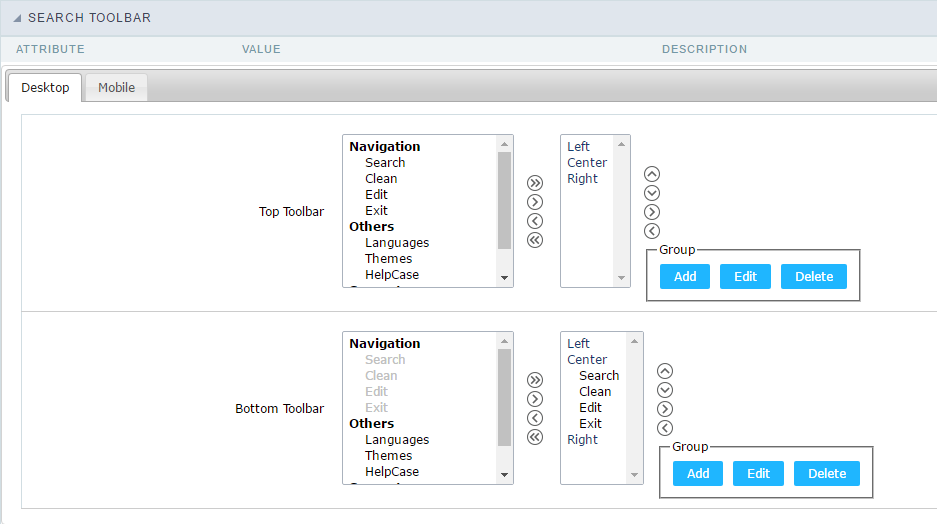 SEARCH TOOLBAR
ATTRIBUTE VALUE DESCRIPTION
Desktop Mobile
Top Toolbar
Navigation
Search
Clean
Edit
Exit
Others
Languages
Themes
HelpCase
Left
Center
Right
Group
Add Edit Delete
Bottom Toolbar
Navigation
Search
Clean
Edit
Exit
Others
Languages
Themes
HelpCase
Left
Center
Search
Clean
Edit
Exit
Right
Group
Add Edit Delete